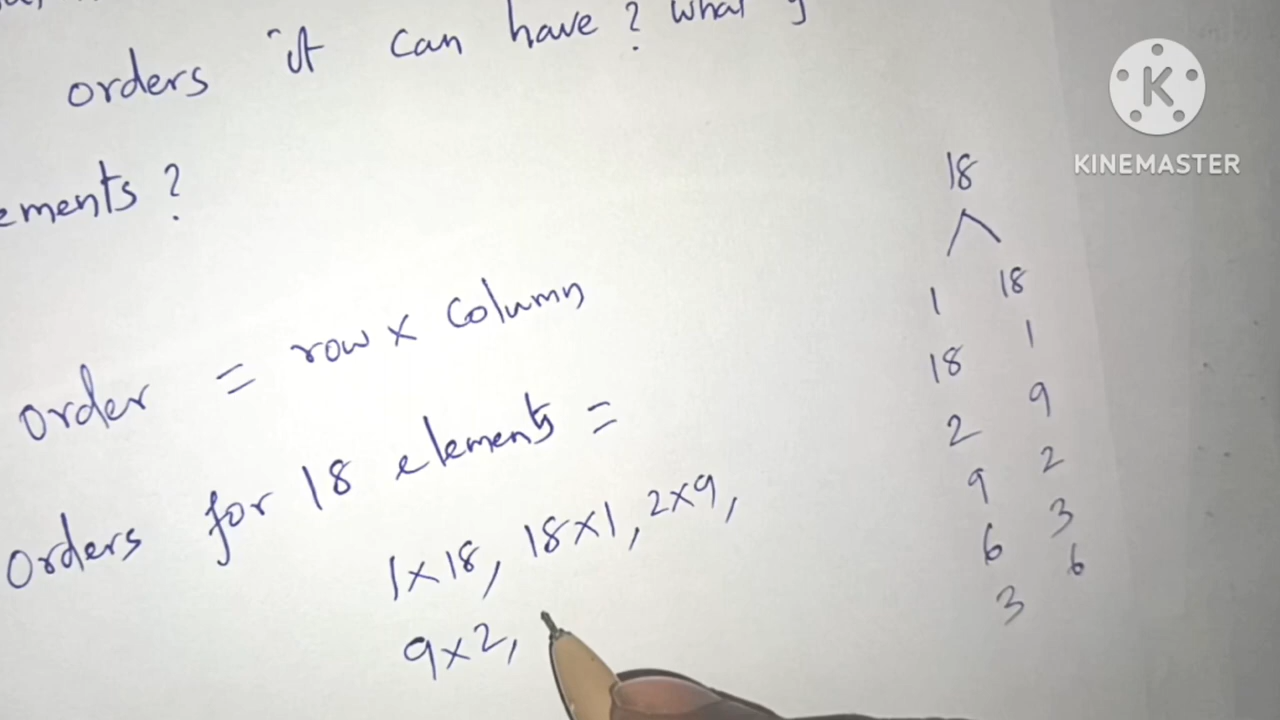 orders it can have ? what
ements ?
order = row x Column
Orders for 18 elements =
1x18, 18x1, 2x9,
9x2,
18
1 18
18 1
2 9
9 2
6 3
3 6
K
KINEMASTER